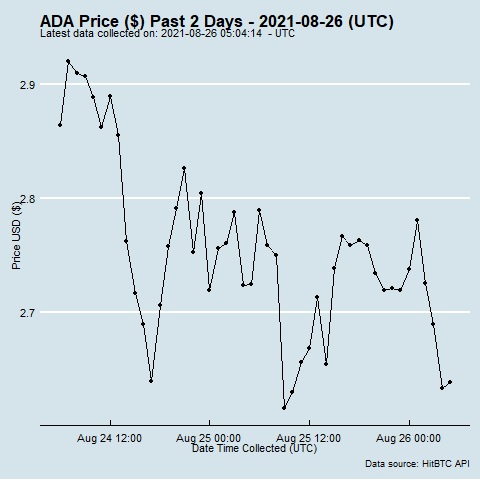 ADA Price ($) Past 2 Days - 2021-08-26 (UTC)
Latest data collected on: 2021-08-26 05:04:14  - UTC
2.9
2.8
2.7
Price USD ($)
Aug 24 12:00
Aug 25 00:00
Aug 25 12:00
Aug 26 00:00
Date Time Collected (UTC)
Data source: HitBTC API